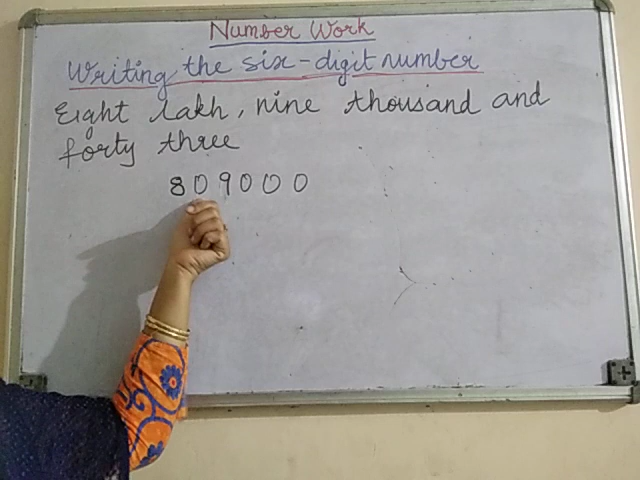 Number Work
Writing the six-digit number
Eight lakh, nine thousand and
forty three
809000